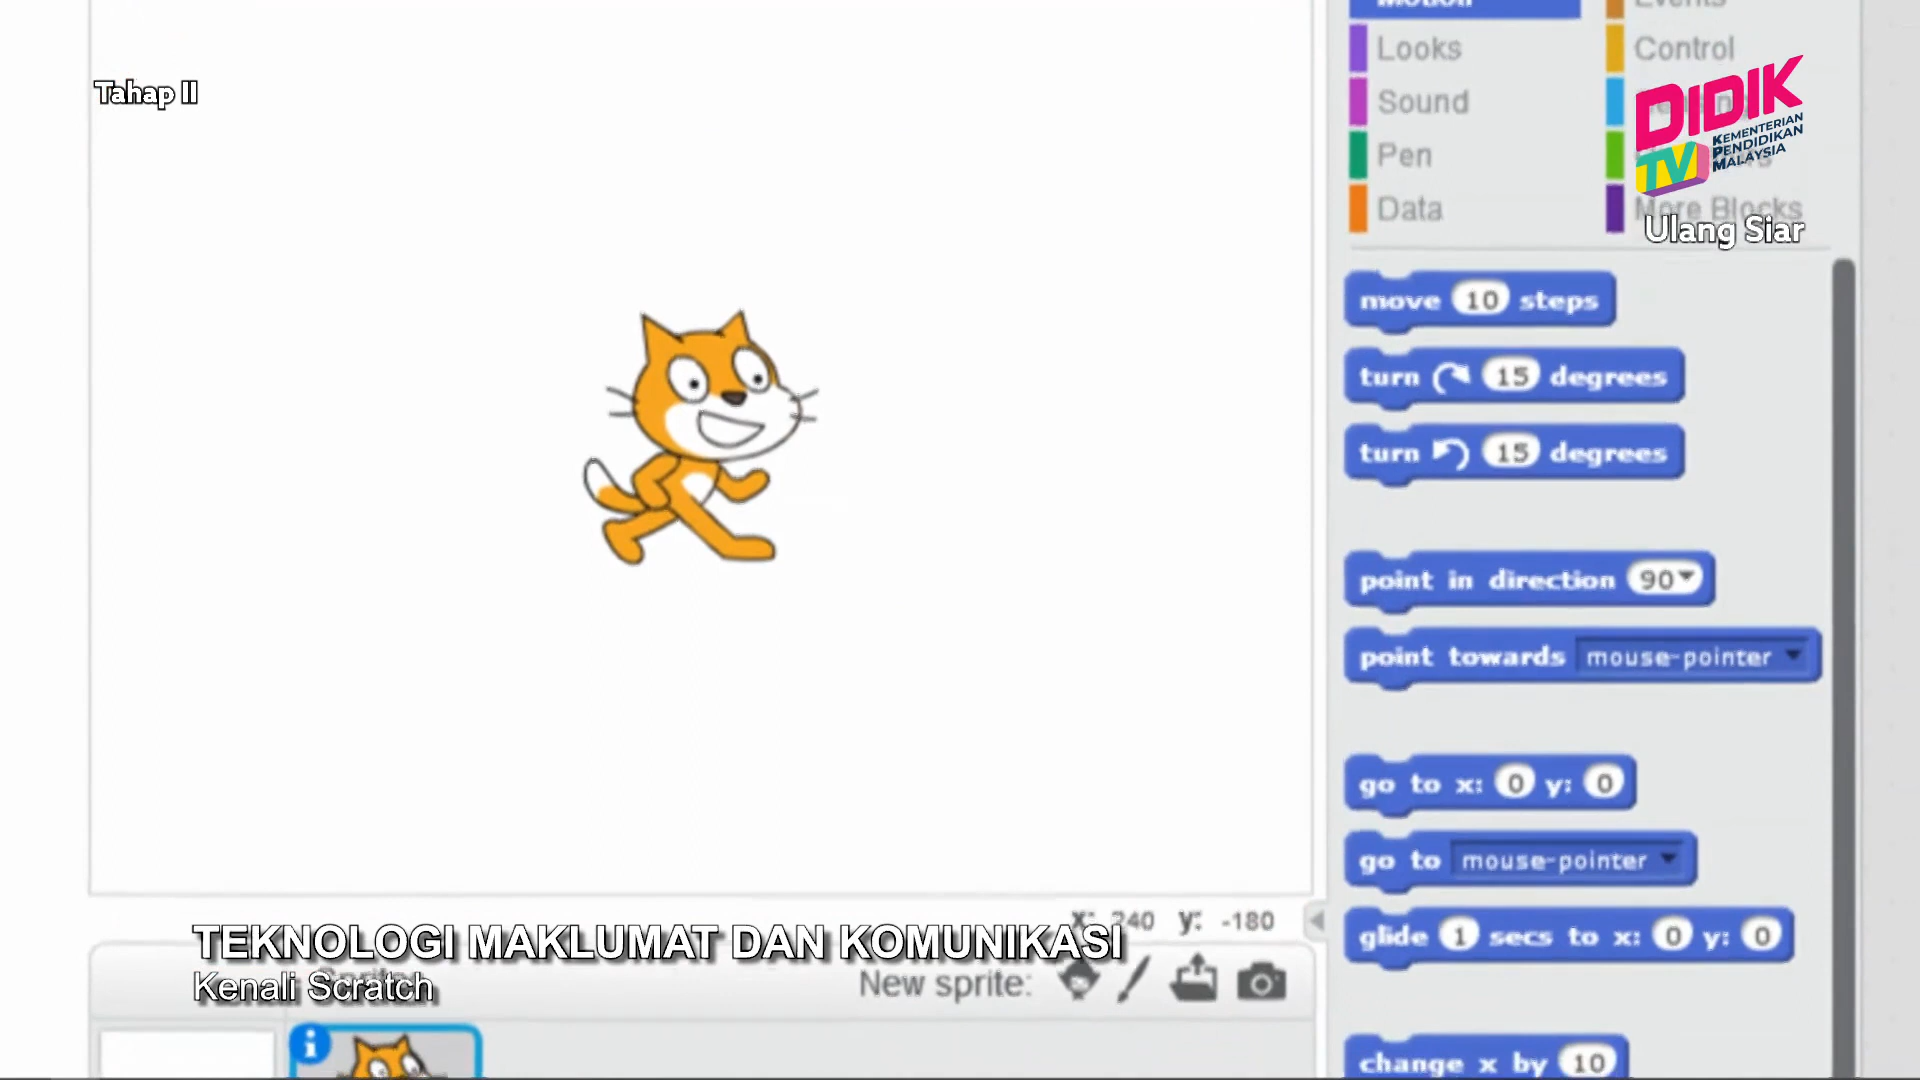 Tahap II
Motion
Events
Looks
Control
Sound
Pen
Data
More Blocks
DIDIK
TV
KEMENTERIAN
PENDIDIKAN
MALAYSIA
Ulang Siar
move 10 steps
turn 15 degrees
turn 15 degrees
point in direction 90
point towards mouse-pointer
go to x: 0 y: 0
go to mouse-pointer
glide 1 secs to x: 0 y: 0
change x by 10
x: 240 y: -180
TEKNOLOGI MAKLUMAT DAN KOMUNIKASI
Kenali Scratch
New sprite: